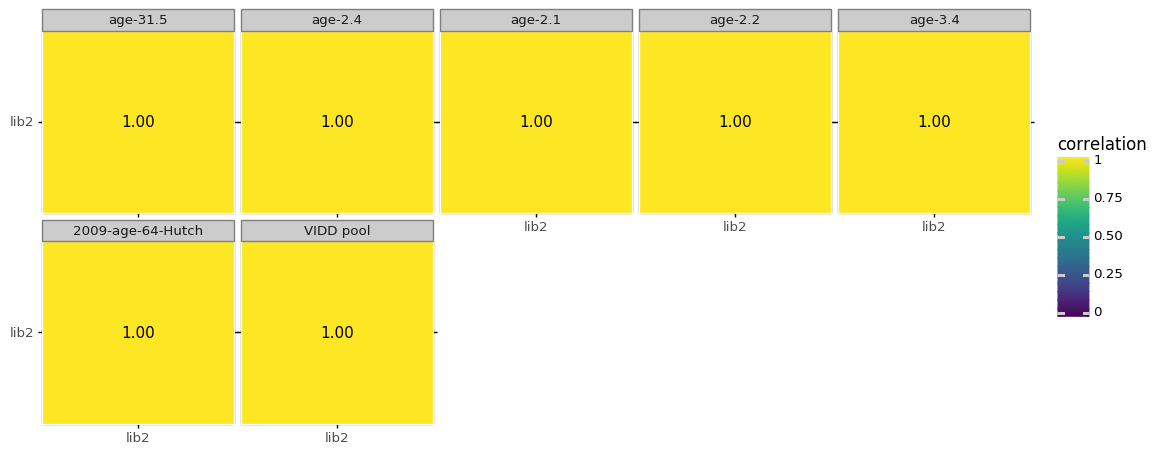 age-31.5 age-2.4 age-2.1 age-2.2 age-3.4
lib2 1.00 1.00 1.00 1.00 1.00
lib2 lib2 lib2
2009-age-64-Hutch VIDD pool
lib2 1.00 1.00
lib2 lib2
correlation
1
0.75
0.50
0.25
0